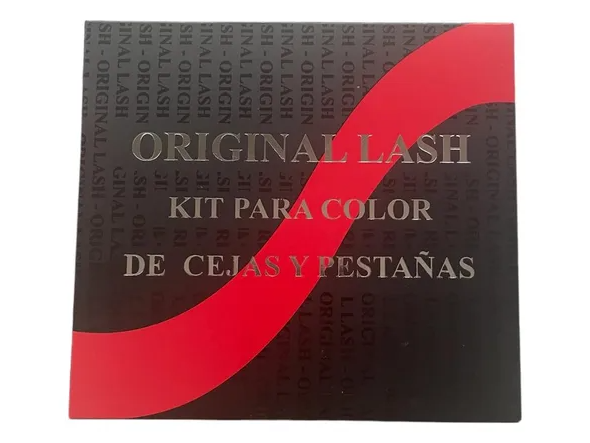 ORIGINAL LASH
KIT PARA COLOR
DE CEJAS Y PESTAÑAS